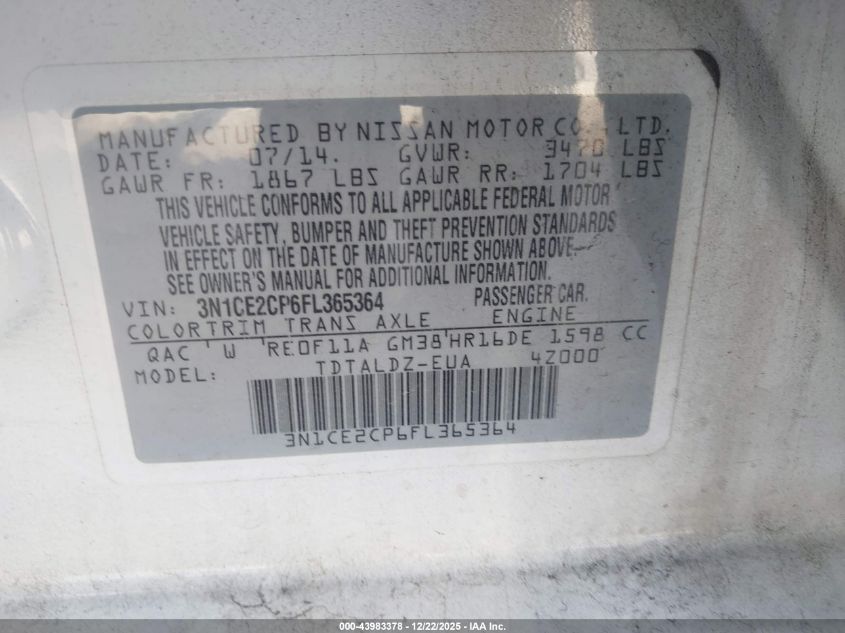 MANUFACTURED BY NISSAN MOTOR CO., LTD.
DATE: 07/14. GVWR: 3470 LBS
GAWR FR: 1867 LBS GAWR RR: 1704 LBS
THIS VEHICLE CONFORMS TO ALL APPLICABLE FEDERAL MOTOR
VEHICLE SAFETY, BUMPER AND THEFT PREVENTION STANDARDS
IN EFFECT ON THE DATE OF MANUFACTURE SHOWN ABOVE.
SEE OWNER'S MANUAL FOR ADDITIONAL INFORMATION.
VIN: 3N1CE2CP6FL365364 PASSENGER CAR.
COLORTRIM TRANS AXLE ENGINE
QAC ' W 'RE0F11A GM38'HR16DE 1598 CC
MODEL: TDTALDZ-EUA 4Z000
3N1CE2CP6FL365364
000-43983378 - 12/22/2025 - IAA Inc.